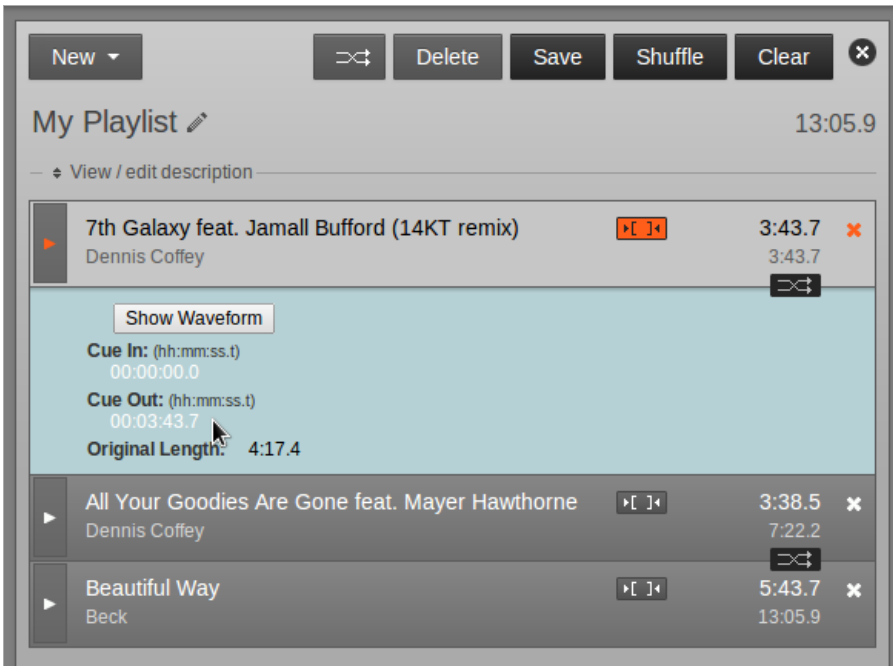 New Delete Save Shuffle Clear
My Playlist 13:05.9
View / edit description
7th Galaxy feat. Jamall Bufford (14KT remix) 3:43.7
Dennis Coffey 3:43.7
Show Waveform
Cue In: (hh:mm:ss.t)
00:00:00.0
Cue Out: (hh:mm:ss.t)
00:03:43.7
Original Length: 4:17.4
All Your Goodies Are Gone feat. Mayer Hawthorne 3:38.5
Dennis Coffey 7:22.2
Beautiful Way 5:43.7
Beck 13:05.9